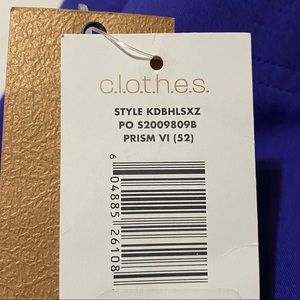 c.l.o.t.h.e.s.
STYLE KDBHLSXZ
PO S2009809B
PRISM VI (52)
6 04885 26108